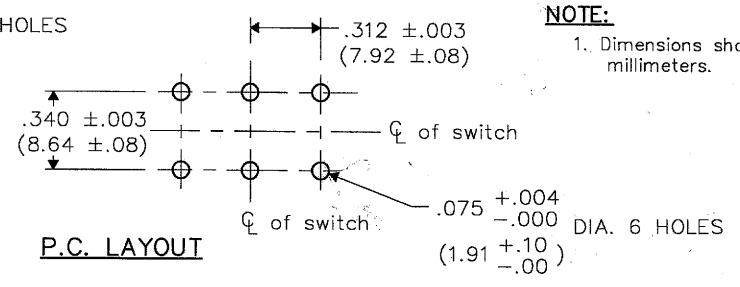 HOLES
.312 ±.003
(7.92 ±.08)
NOTE:
1. Dimensions
millimeters.
.340 ±.003
(8.64 ±.08)
℄ of switch
℄ of switch
.075 +.004 -.000 DIA. 6 HOLES
(1.91 +.10 -.00)
P.C. LAYOUT